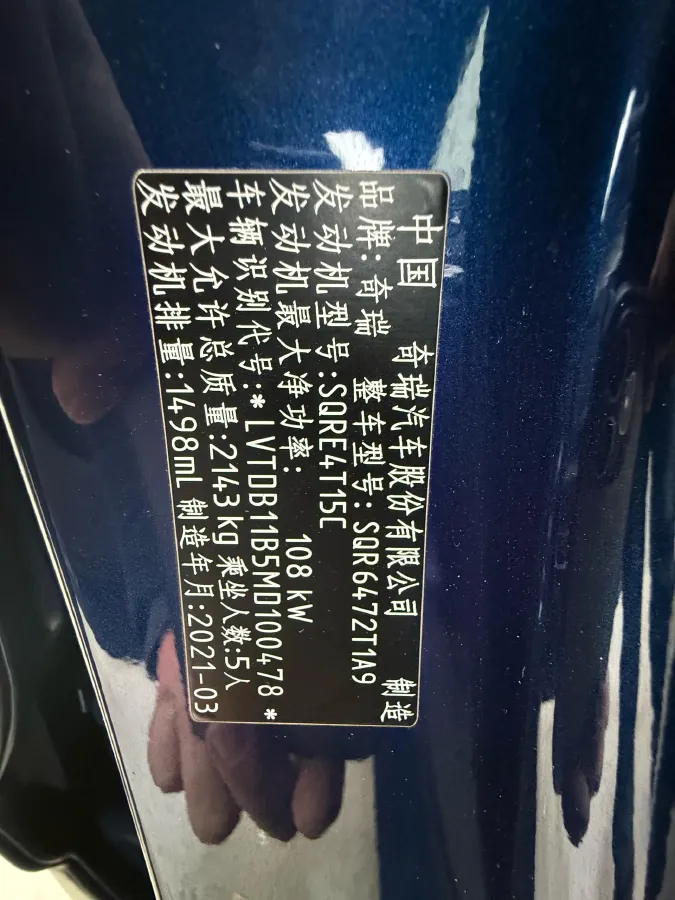 中国 奇瑞汽车股份有限公司 制造
品牌:奇瑞 整车型号:SQR6472T1A9
发动机型号:SQRE4T15C
发动机最大净功率: 108kW
车辆识别代号:*LVTDB11B5MD100478*
最大允许总质量:2143kg 乘坐人数:5人
发动机排量:1498mL 制造年月:2021-03